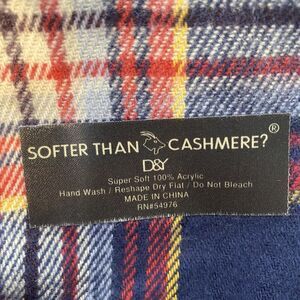 SOFTER THAN CASHMERE?®
D&Y
Super Soft 100% Acrylic
Hand Wash / Reshape Dry Flat / Do Not Bleach
MADE IN CHINA
RN#54976